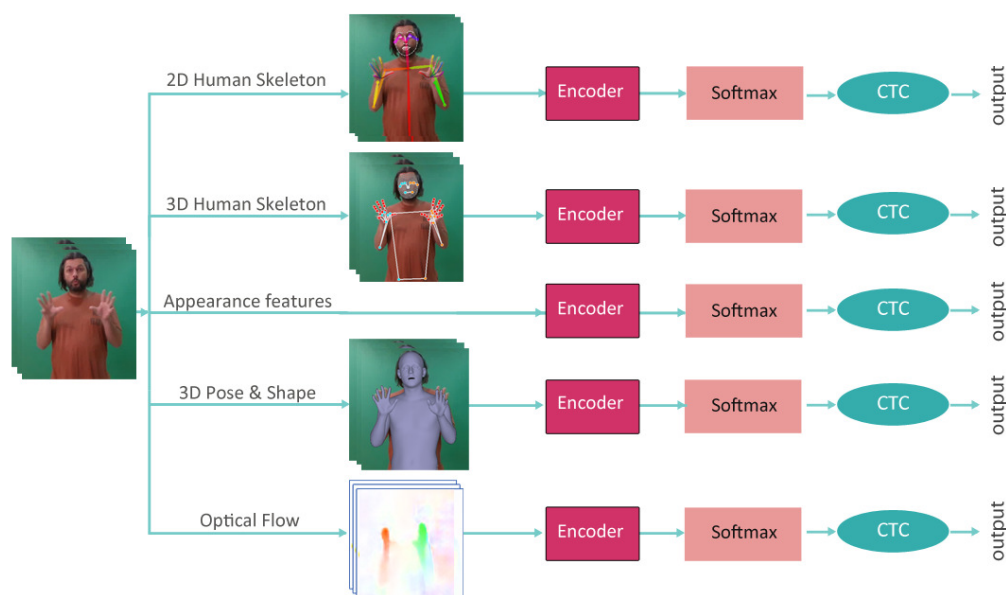 2D Human Skeleton
Encoder
Softmax
CTC
output
3D Human Skeleton
Encoder
Softmax
CTC
output
Appearance features
Encoder
Softmax
CTC
output
3D Pose & Shape
Encoder
Softmax
CTC
output
Optical Flow
Encoder
Softmax
CTC
output